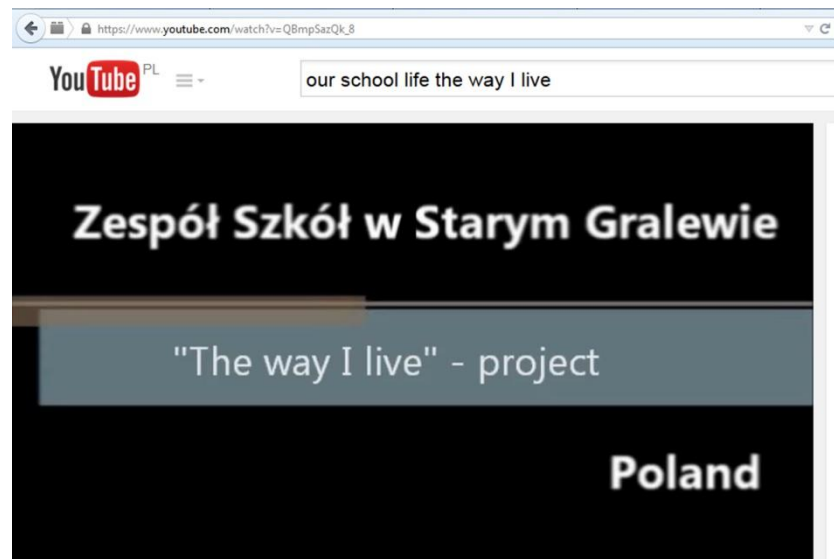 https://www.youtube.com/watch?v=QBmpSazQk_8
YouTube PL
our school life the way I live
Zespół Szkół w Starym Gralewie
"The way I live" - project
Poland